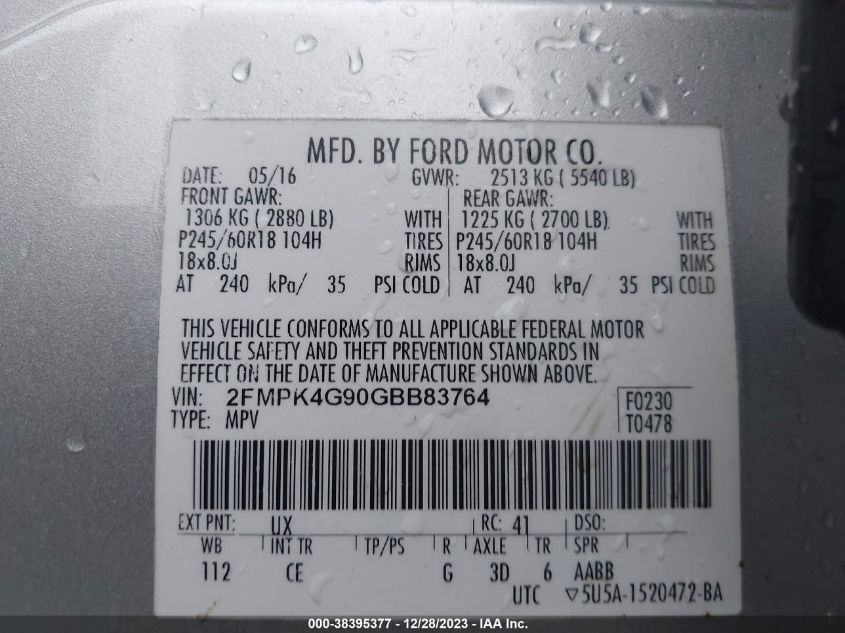 MFD. BY FORD MOTOR CO.
DATE: 05/16 GVWR: 2513 KG ( 5540 LB)
FRONT GAWR: REAR GAWR:
1306 KG ( 2880 LB) WITH 1225 KG ( 2700 LB) WITH
P245/60R18 104H TIRES P245/60R18 104H TIRES
18x8.0J RIMS 18x8.0J RIMS
AT 240 kPa/ 35 PSI COLD AT 240 kPa/ 35 PSI COLD
THIS VEHICLE CONFORMS TO ALL APPLICABLE FEDERAL MOTOR
VEHICLE SAFETY AND THEFT PREVENTION STANDARDS IN
EFFECT ON THE DATE OF MANUFACTURE SHOWN ABOVE.
VIN: 2FMPK4G90GBB83764 F0230
TYPE: MPV T0478
EXT PNT: UX RC: 41 DSO:
WB INT TR TP/PS R AXLE TR SPR
112 CE G 3D 6 AABB
UTC ▽5U5A-1520472-BA
000-38395377 - 12/28/2023 - IAA Inc.